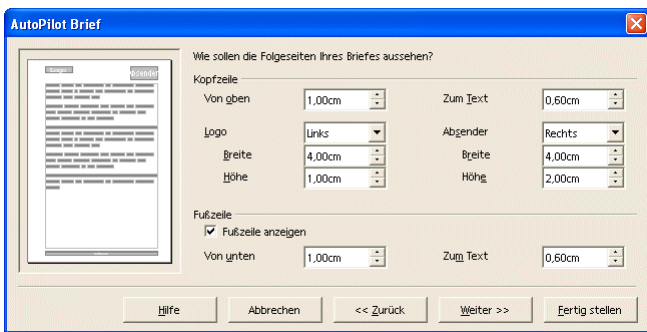 AutoPilot Brief
Wie sollen die Folgeseiten Ihres Briefes aussehen?
Kopfzeile
Von oben 1,00cm Zum Text 0,60cm
Logo Links Absender Rechts
Breite 4,00cm Breite 4,00cm
Höhe 1,00cm Höhe 2,00cm
Fußzeile
Fußzeile anzeigen
Von unten 1,00cm Zum Text 0,60cm
Absender
Hilfe Abbrechen << Zurück Weiter >> Fertig stellen